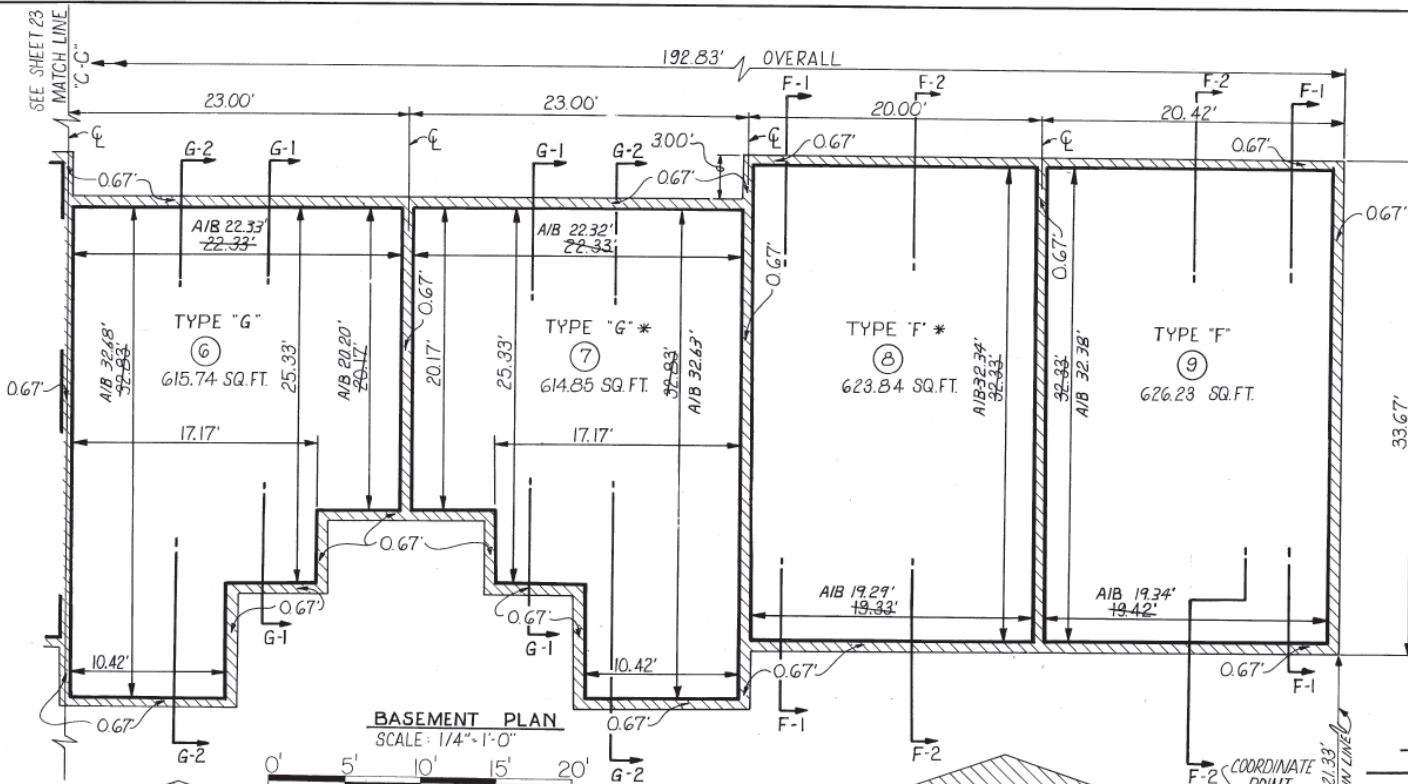 SEE SHEET 23
MATCH LINE
"C-C"
192.83' OVERALL
23.00'
23.00'
20.00'
20.42'
F-1
F-2
F-2
F-1
℄
℄
℄
℄
G-2
G-1
G-1
G-2
3.00'
0.67'
0.67'
0.67'
0.67'
0.67'
A/B 22.33'
22.33'
A/B 22.32'
22.33'
0.67'
0.67'
0.67'
A/B 32.68'
32.83'
25.33'
A/B 20.20'
20.17'
20.17'
25.33'
32.83'
A/B 32.63'
A/B 32.34'
32.33'
32.33'
A/B 32.38'
33.67'
TYPE "G"
6
615.74 SQ.FT.
TYPE "G" *
7
614.85 SQ.FT.
TYPE "F" *
8
623.84 SQ.FT.
TYPE "F"
9
626.23 SQ.FT.
0.67'
17.17'
17.17'
0.67'
0.67'
0.67'
A/B 19.29'
19.33'
A/B 19.34'
19.42'
G-1
G-1
10.42'
10.42'
0.67'
0.67'
0.67'
0.67'
F-1
F-1
F-2
F-2
G-2
G-2
BASEMENT PLAN
SCALE: 1/4"=1'-0"
0' 5' 10' 15' 20'
21.33'
COORDINATE
POINT